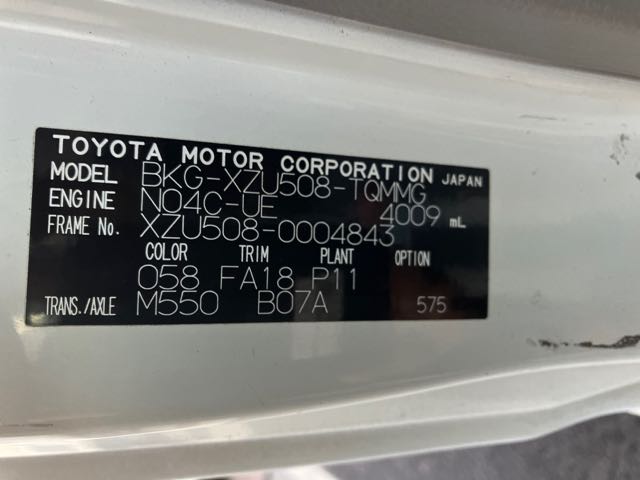 TOYOTA MOTOR CORPORATION JAPAN
MODEL BKG-XZU508-TQMMG
ENGINE N04C-UE 4009 mL
FRAME No. XZU508-0004843
COLOR TRIM PLANT OPTION
058 FA18 P11
TRANS./AXLE M550 B07A 575